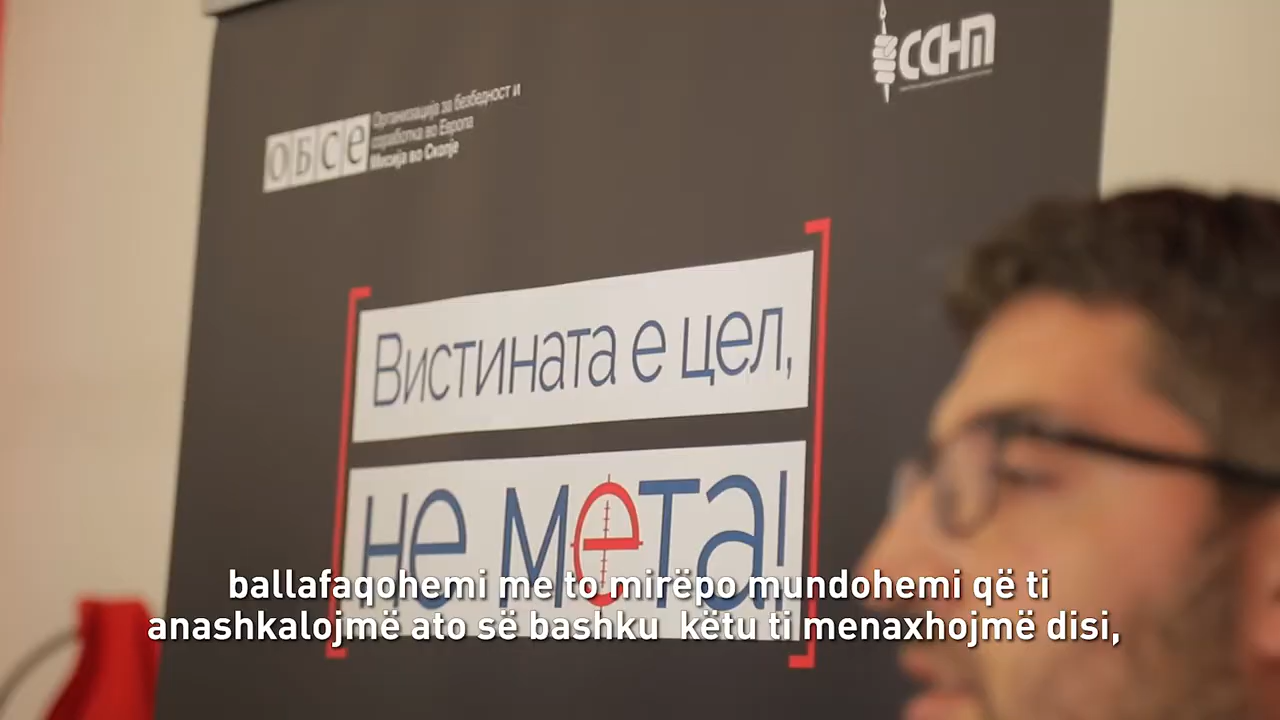 ССНМ
ОБСЕ
Организација за безбедност и
соработка во Европа
Мисија во Скопје
Вистината е цел,
не мета!
ballafaqohemi me to mirëpo mundohemi që ti
anashkalojmë ato së bashku  këtu ti menaxhojmë disi,